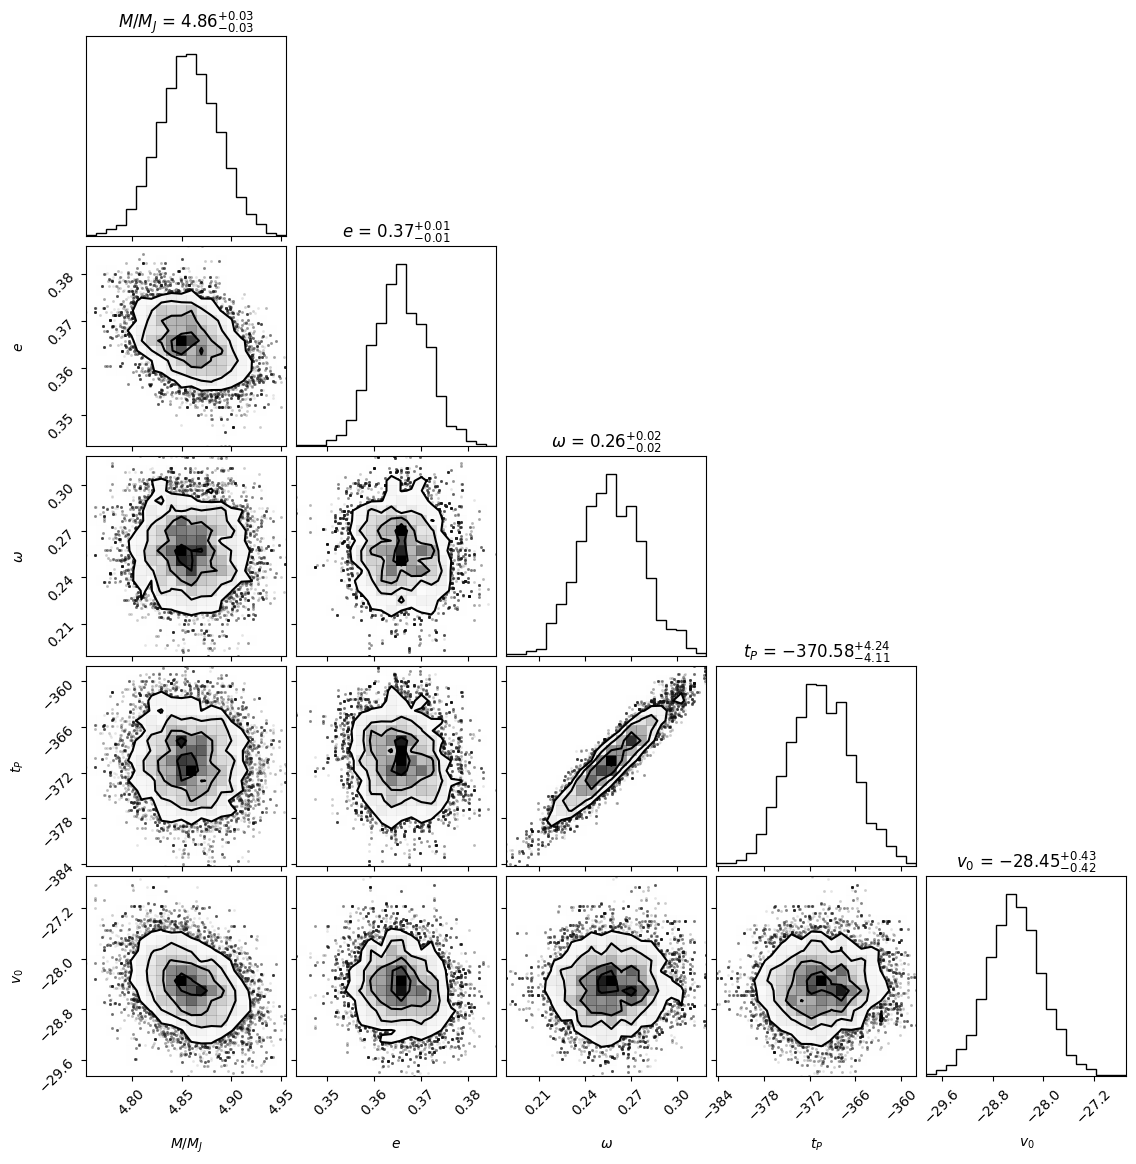 M/M_J = 4.86^{+0.03}_{-0.03}
e = 0.37^{+0.01}_{-0.01}
0.38
0.37
0.36
0.35
e
ω = 0.26^{+0.02}_{-0.02}
0.30
0.27
0.24
0.21
ω
t_P = −370.58^{+4.24}_{-4.11}
−360
−366
−372
−378
−384
t_P
v_0 = −28.45^{+0.43}_{-0.42}
−27.2
−28.0
−28.8
−29.6
v_0
4.80 4.85 4.90 4.95 0.35 0.36 0.37 0.38 0.21 0.24 0.27 0.30 −384 −378 −372 −366 −360 −29.6 −28.8 −28.0 −27.2
M/M_J e ω t_P v_0